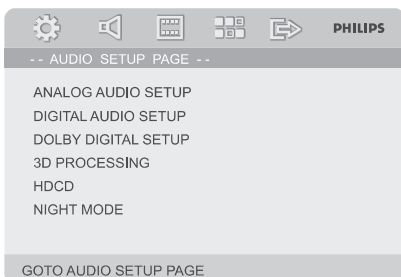 PHILIPS
-- AUDIO SETUP PAGE --
ANALOG AUDIO SETUP
DIGITAL AUDIO SETUP
DOLBY DIGITAL SETUP
3D PROCESSING
HDCD
NIGHT MODE
GOTO AUDIO SETUP PAGE